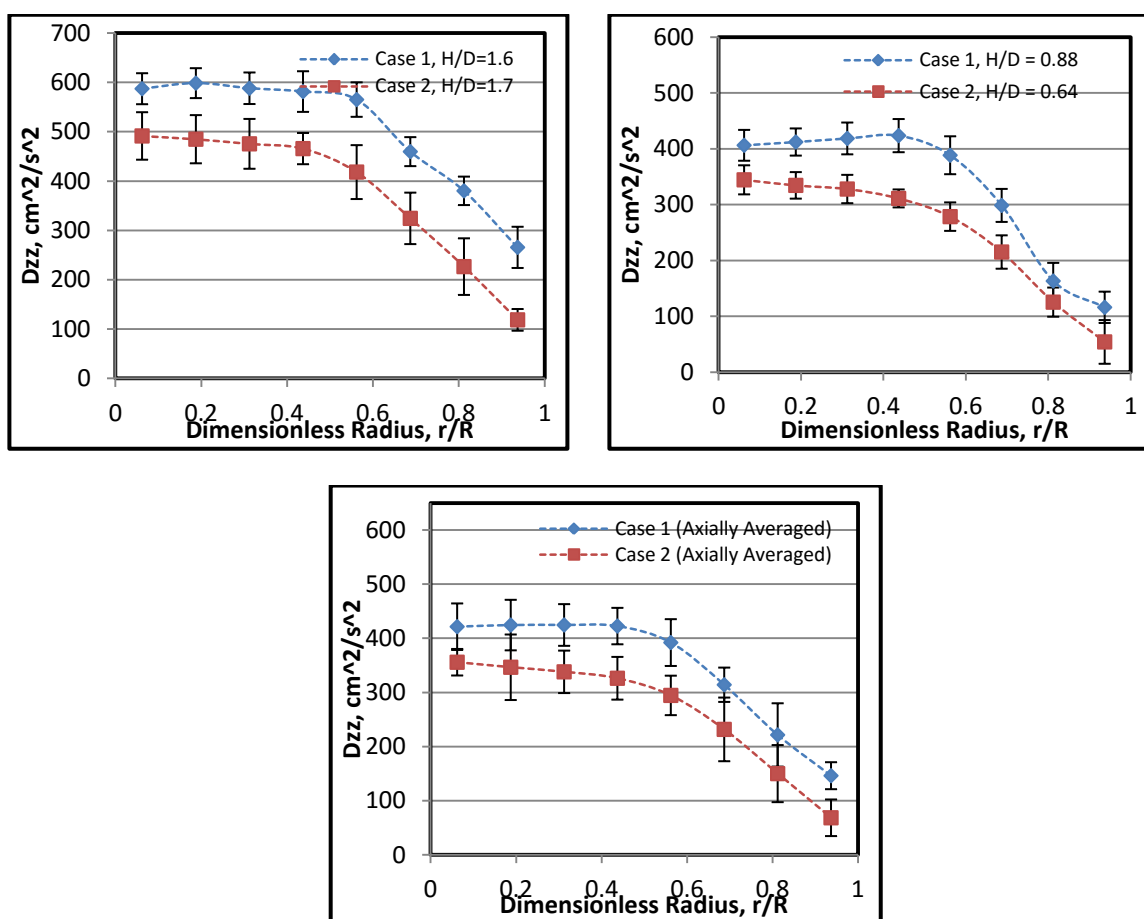 700
600
500
400
300
200
100
0
Dzz, cm^2/s^2
Case 1, H/D=1.6
Case 2, H/D=1.7
0 0.2 0.4 0.6 0.8 1
Dimensionless Radius, r/R
600
500
400
300
200
100
0
Dzz, cm^2/s^2
Case 1, H/D = 0.88
Case 2, H/D = 0.64
0 0.2 0.4 0.6 0.8 1
Dimensionless Radius, r/R
600
500
400
300
200
100
0
Dzz, cm^2/s^2
Case 1 (Axially Averaged)
Case 2 (Axially Averaged)
0 0.2 0.4 0.6 0.8 1
Dimensionless Radius, r/R